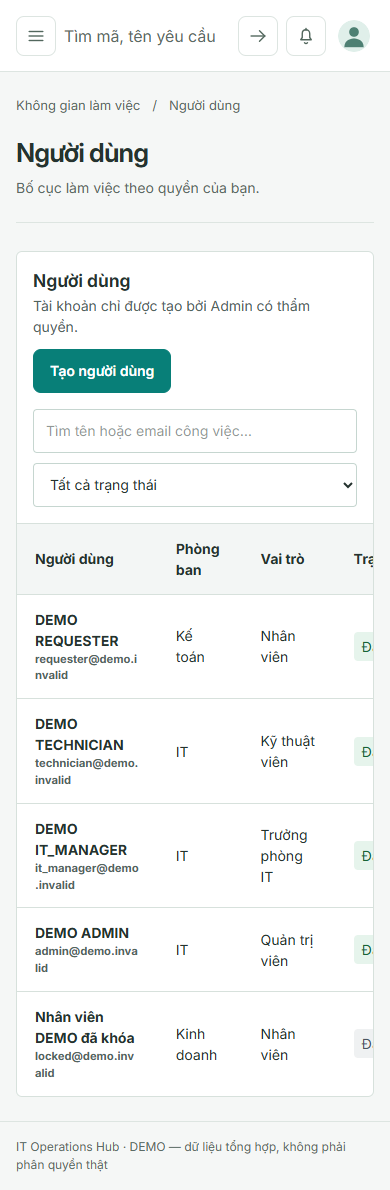 Tìm mã, tên yêu cầu
Không gian làm việc / Người dùng
Người dùng
Bố cục làm việc theo quyền của bạn.
Người dùng
Tài khoản chỉ được tạo bởi Admin có thẩm
quyền.
Tạo người dùng
Tìm tên hoặc email công việc...
Tất cả trạng thái
Người dùng Phòng ban Vai trò
DEMO
REQUESTER
requester@demo.i
nvalid
Kế
toán
Nhân
viên
DEMO
TECHNICIAN
technician@demo.
invalid
IT
Kỹ thuật
viên
DEMO
IT_MANAGER
it_manager@demo
.invalid
IT
Trưởng
phòng
IT
DEMO ADMIN
admin@demo.inva
lid
IT
Quản trị
viên
Nhân viên
DEMO đã khóa
locked@demo.inv
alid
Kinh
doanh
Nhân
viên
IT Operations Hub · DEMO — dữ liệu tổng hợp, không phải
phân quyền thật